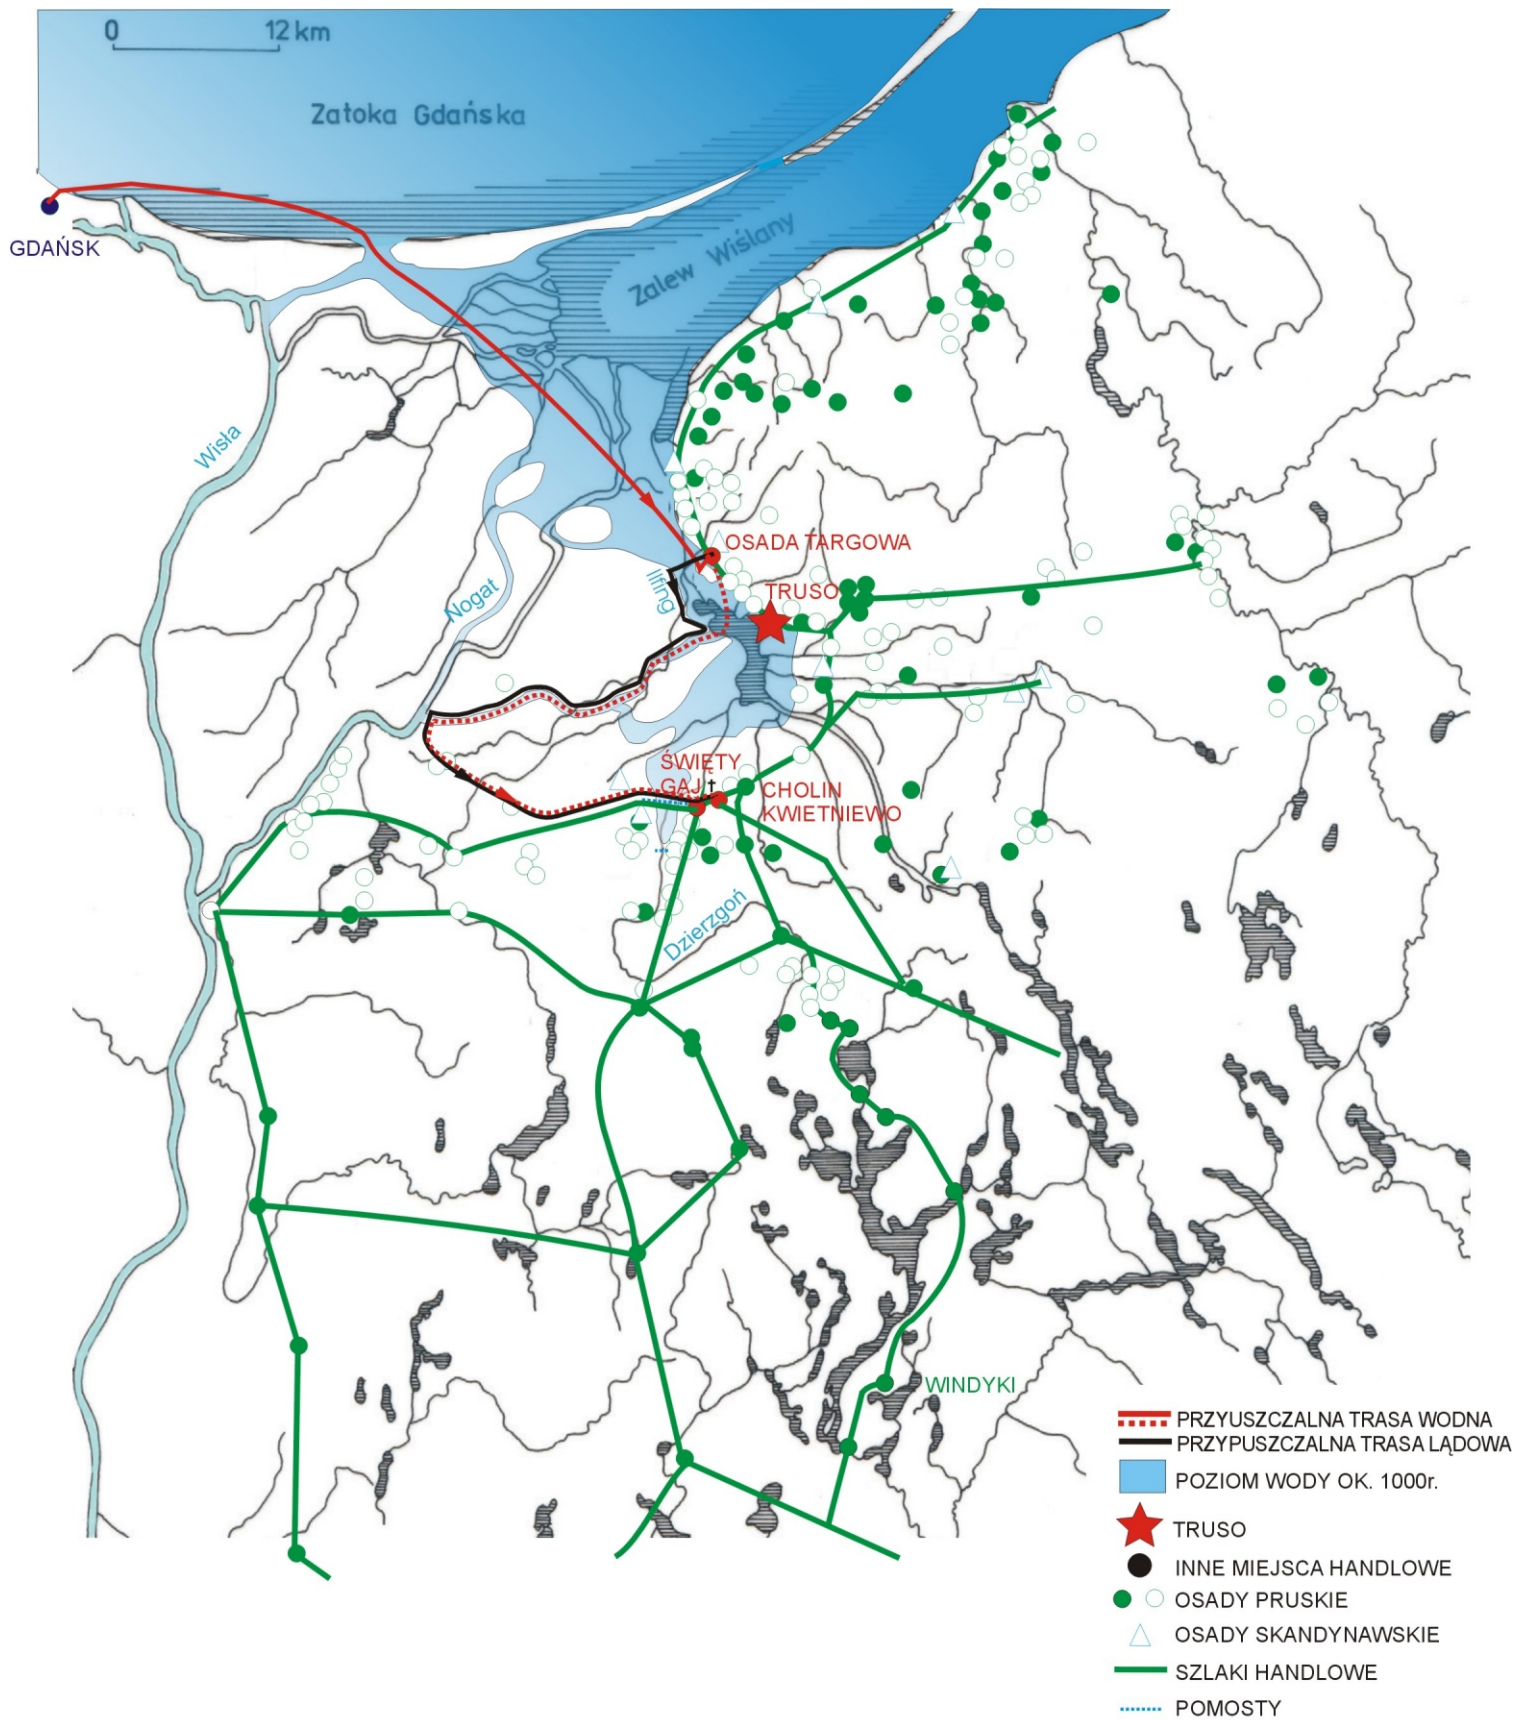 0 12 km
Zatoka Gdańska
GDAŃSK
Zalew Wiślany
Wisła
OSADA TARGOWA
Ilfing
TRUSO
Nogat
ŚWIĘTY
GAJ †
CHOLIN
KWIETNIEWO
Dzierzgoń
WINDYKI
PRZYUSZCZALNA TRASA WODNA
PRZYPUSZCZALNA TRASA LĄDOWA
POZIOM WODY OK. 1000r.
TRUSO
INNE MIEJSCA HANDLOWE
OSADY PRUSKIE
OSADY SKANDYNAWSKIE
SZLAKI HANDLOWE
POMOSTY